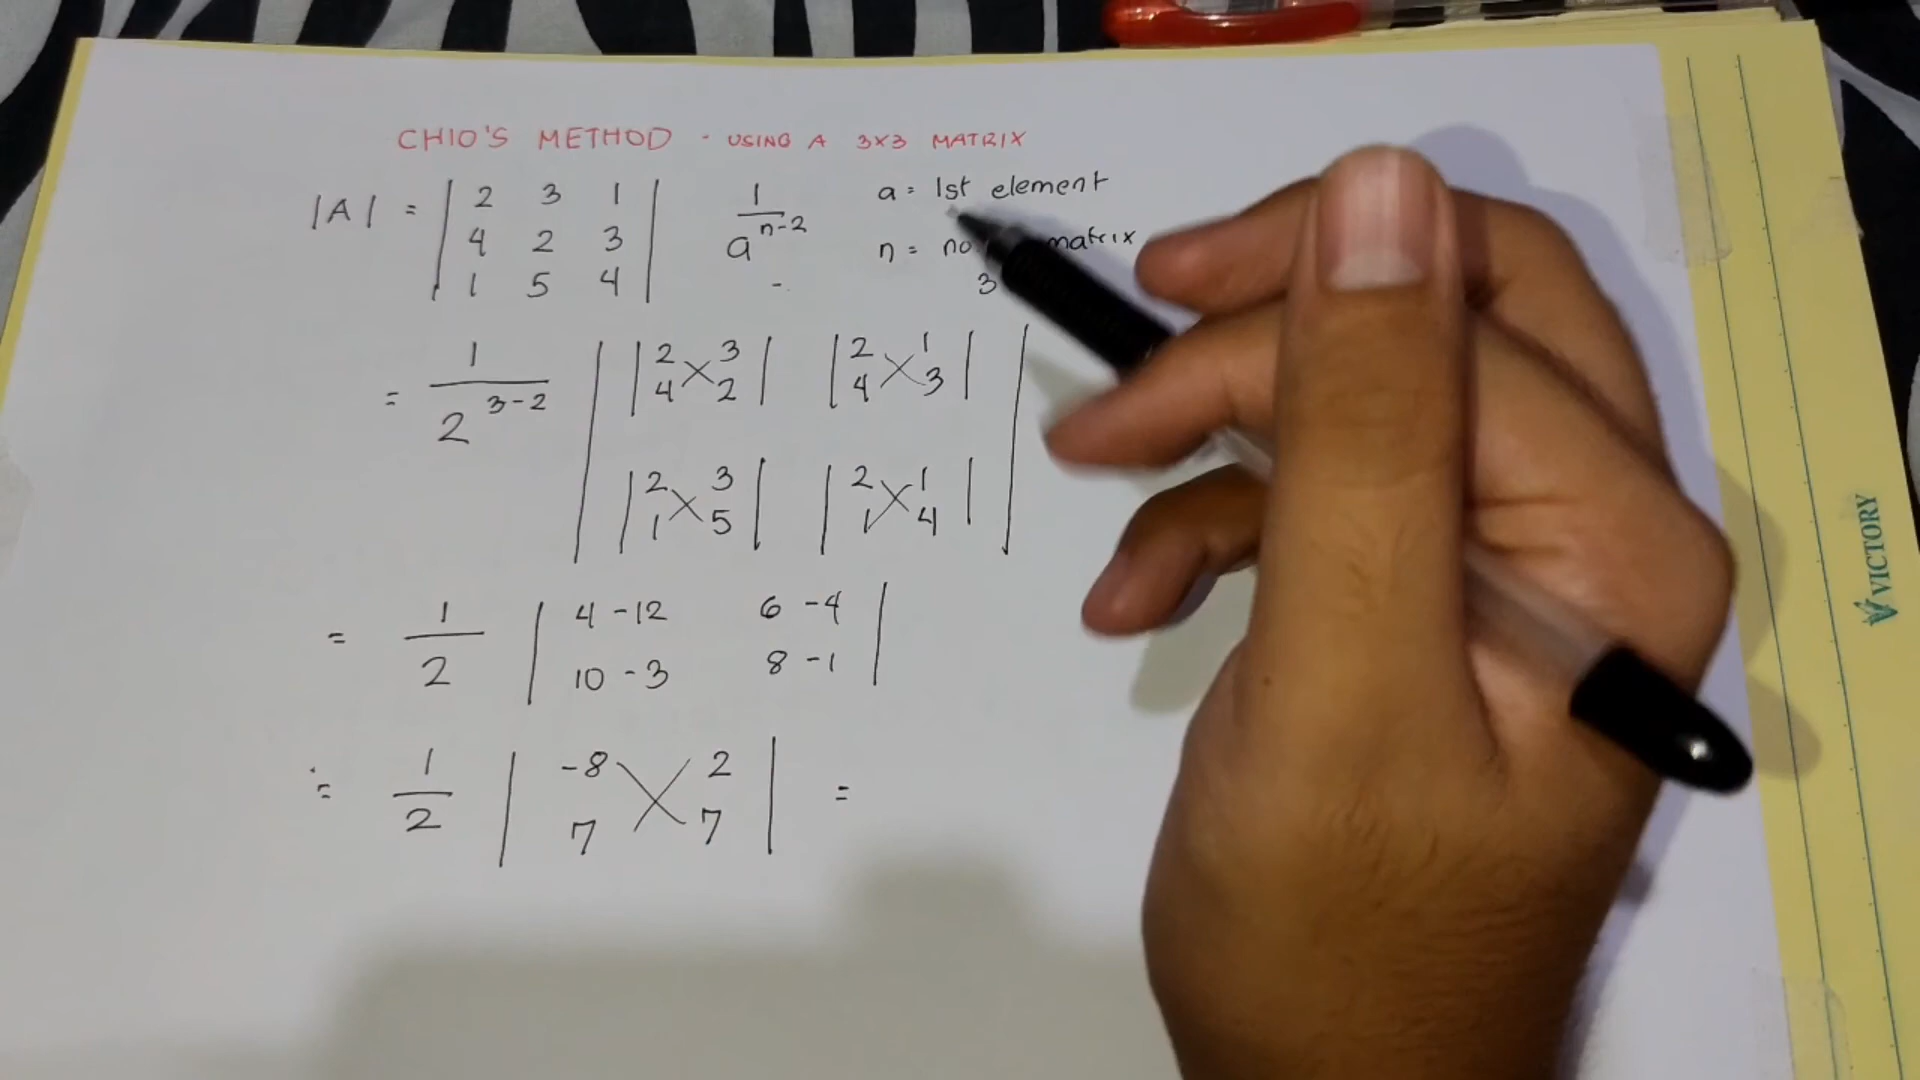 CHIO'S METHOD - USING A 3X3 MATRIX
|A| = | 2 3 1 |
4 2 3
1 5 4
1
a n-2
a = 1st element
n = no matrix
3
= 1 / 2 3-2
| 2 3 | | 2 1 |
| 4 2 | | 4 3 |
| 2 3 | | 2 1 |
| 1 5 | | 1 4 |
= 1 / 2 | 4 - 12 6 - 4 |
10 - 3 8 - 1
= 1 / 2 | -8 2 | =
7 7
VICTORY